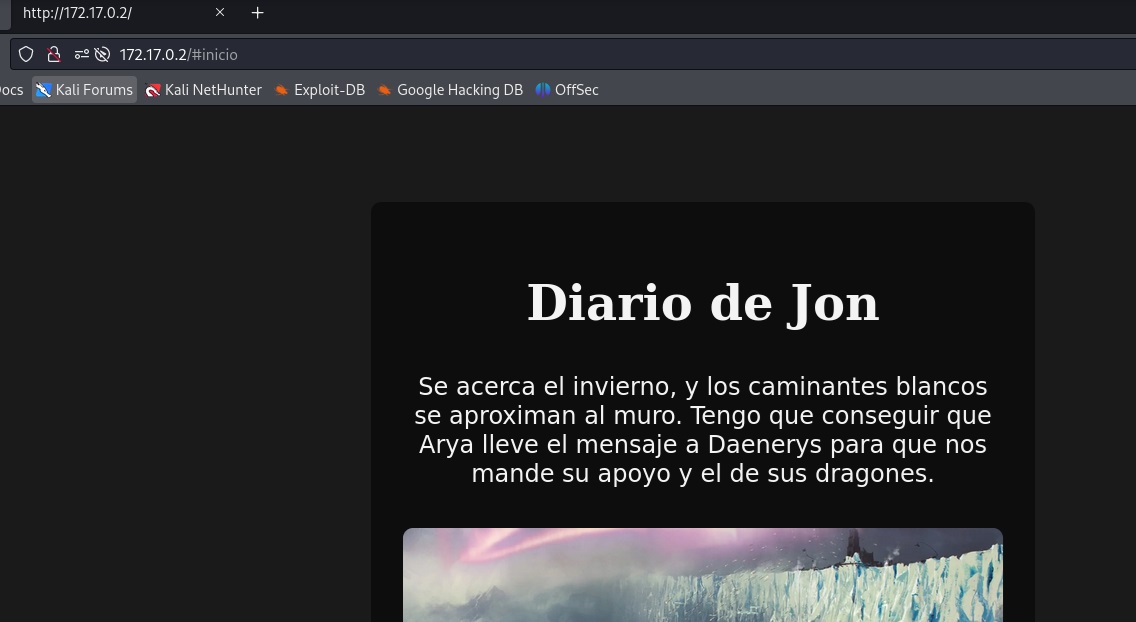 http://172.17.0.2/
172.17.0.2/#inicio
ocs Kali Forums Kali NetHunter Exploit-DB Google Hacking DB OffSec
Diario de Jon
Se acerca el invierno, y los caminantes blancos
se aproximan al muro. Tengo que conseguir que
Arya lleve el mensaje a Daenerys para que nos
mande su apoyo y el de sus dragones.